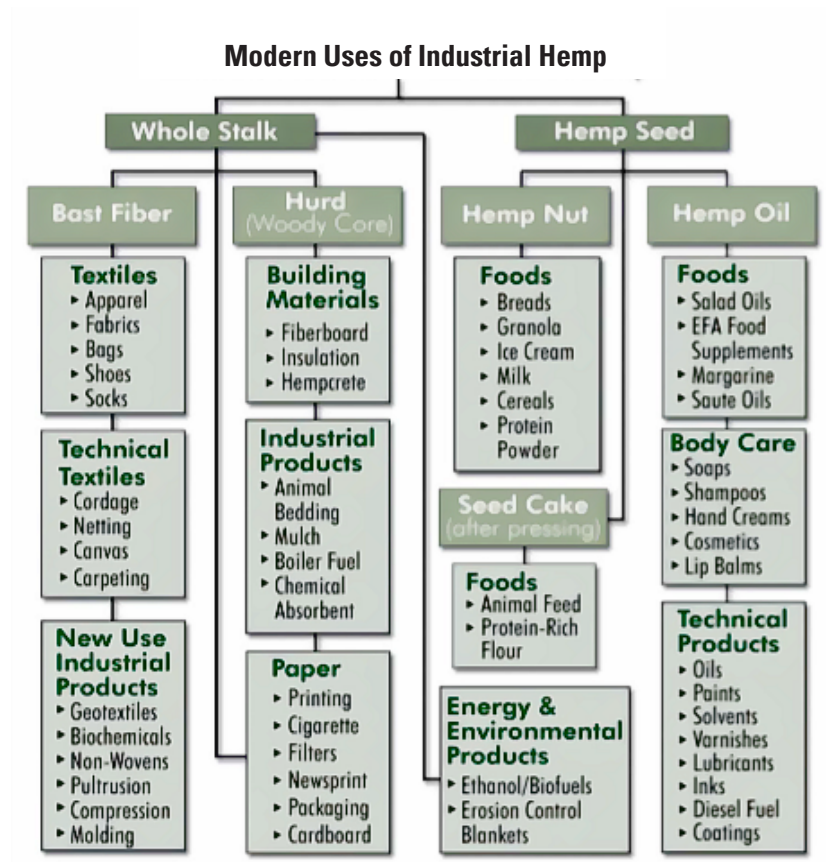 Modern Uses of Industrial Hemp
Whole Stalk
Hemp Seed
Bast Fiber
Hurd
(Woody Core)
Hemp Nut
Hemp Oil
Textiles
▸ Apparel
▸ Fabrics
▸ Bags
▸ Shoes
▸ Socks
Technical
Textiles
▸ Cordage
▸ Netting
▸ Canvas
▸ Carpeting
New Use
Industrial
Products
▸ Geotextiles
▸ Biochemicals
▸ Non-Wovens
▸ Pultrusion
▸ Compression
▸ Molding
Building
Materials
▸ Fiberboard
▸ Insulation
▸ Hempcrete
Industrial
Products
▸ Animal
Bedding
▸ Mulch
▸ Boiler Fuel
▸ Chemical
Absorbent
Paper
▸ Printing
▸ Cigarette
▸ Filters
▸ Newsprint
▸ Packaging
▸ Cardboard
Foods
▸ Breads
▸ Granola
▸ Ice Cream
▸ Milk
▸ Cereals
▸ Protein
Powder
Seed Cake
(after pressing)
Foods
▸ Animal Feed
▸ Protein-Rich
Flour
Energy &
Environmental
Products
▸ Ethanol/Biofuels
▸ Erosion Control
Blankets
Foods
▸ Salad Oils
▸ EFA Food
Supplements
▸ Margarine
▸ Saute Oils
Body Care
▸ Soaps
▸ Shampoos
▸ Hand Creams
▸ Cosmetics
▸ Lip Balms
Technical
Products
▸ Oils
▸ Paints
▸ Solvents
▸ Varnishes
▸ Lubricants
▸ Inks
▸ Diesel Fuel
▸ Coatings